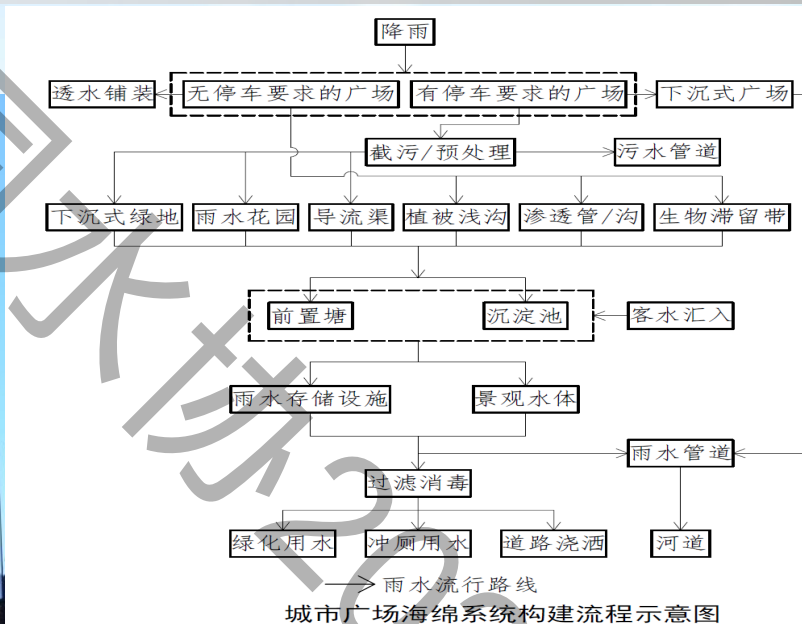 降雨
透水铺装
无停车要求的广场
有停车要求的广场
下沉式广场
截污/预处理
污水管道
下沉式绿地
雨水花园
导流渠
植被浅沟
渗透管/沟
生物滞留带
前置塘
沉淀池
客水汇入
雨水存储设施
景观水体
雨水管道
过滤消毒
绿化用水
冲厕用水
道路浇洒
河道
雨水流行路线
城市广场海绵系统构建流程示意图
水协202